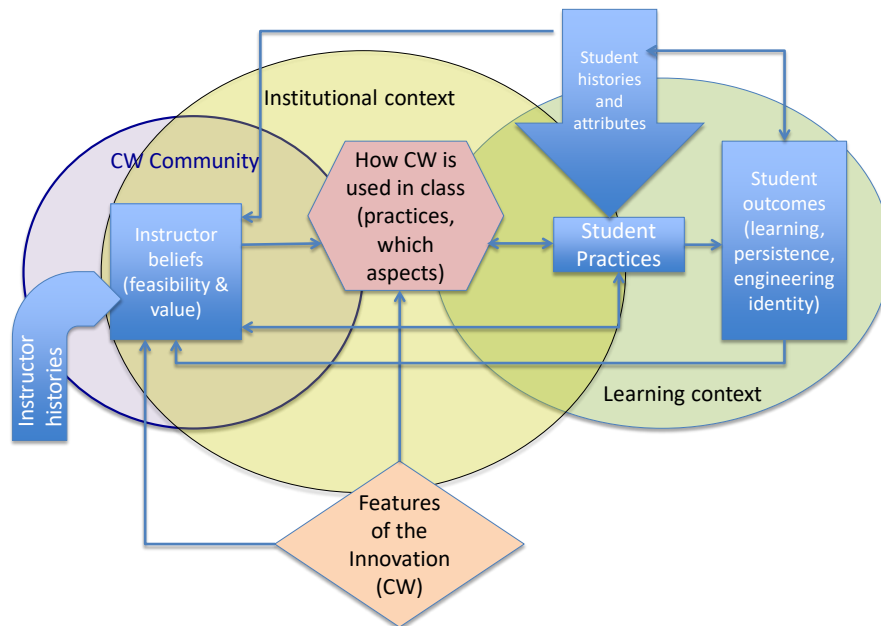 Student
histories
and
attributes
Institutional context
CW Community
How CW is
used in class
(practices,
which
aspects)
Instructor
beliefs
(feasibility &
value)
Student
Practices
Student
outcomes
(learning,
persistence,
engineering
identity)
Instructor
histories
Learning context
Features
of the
Innovation
(CW)